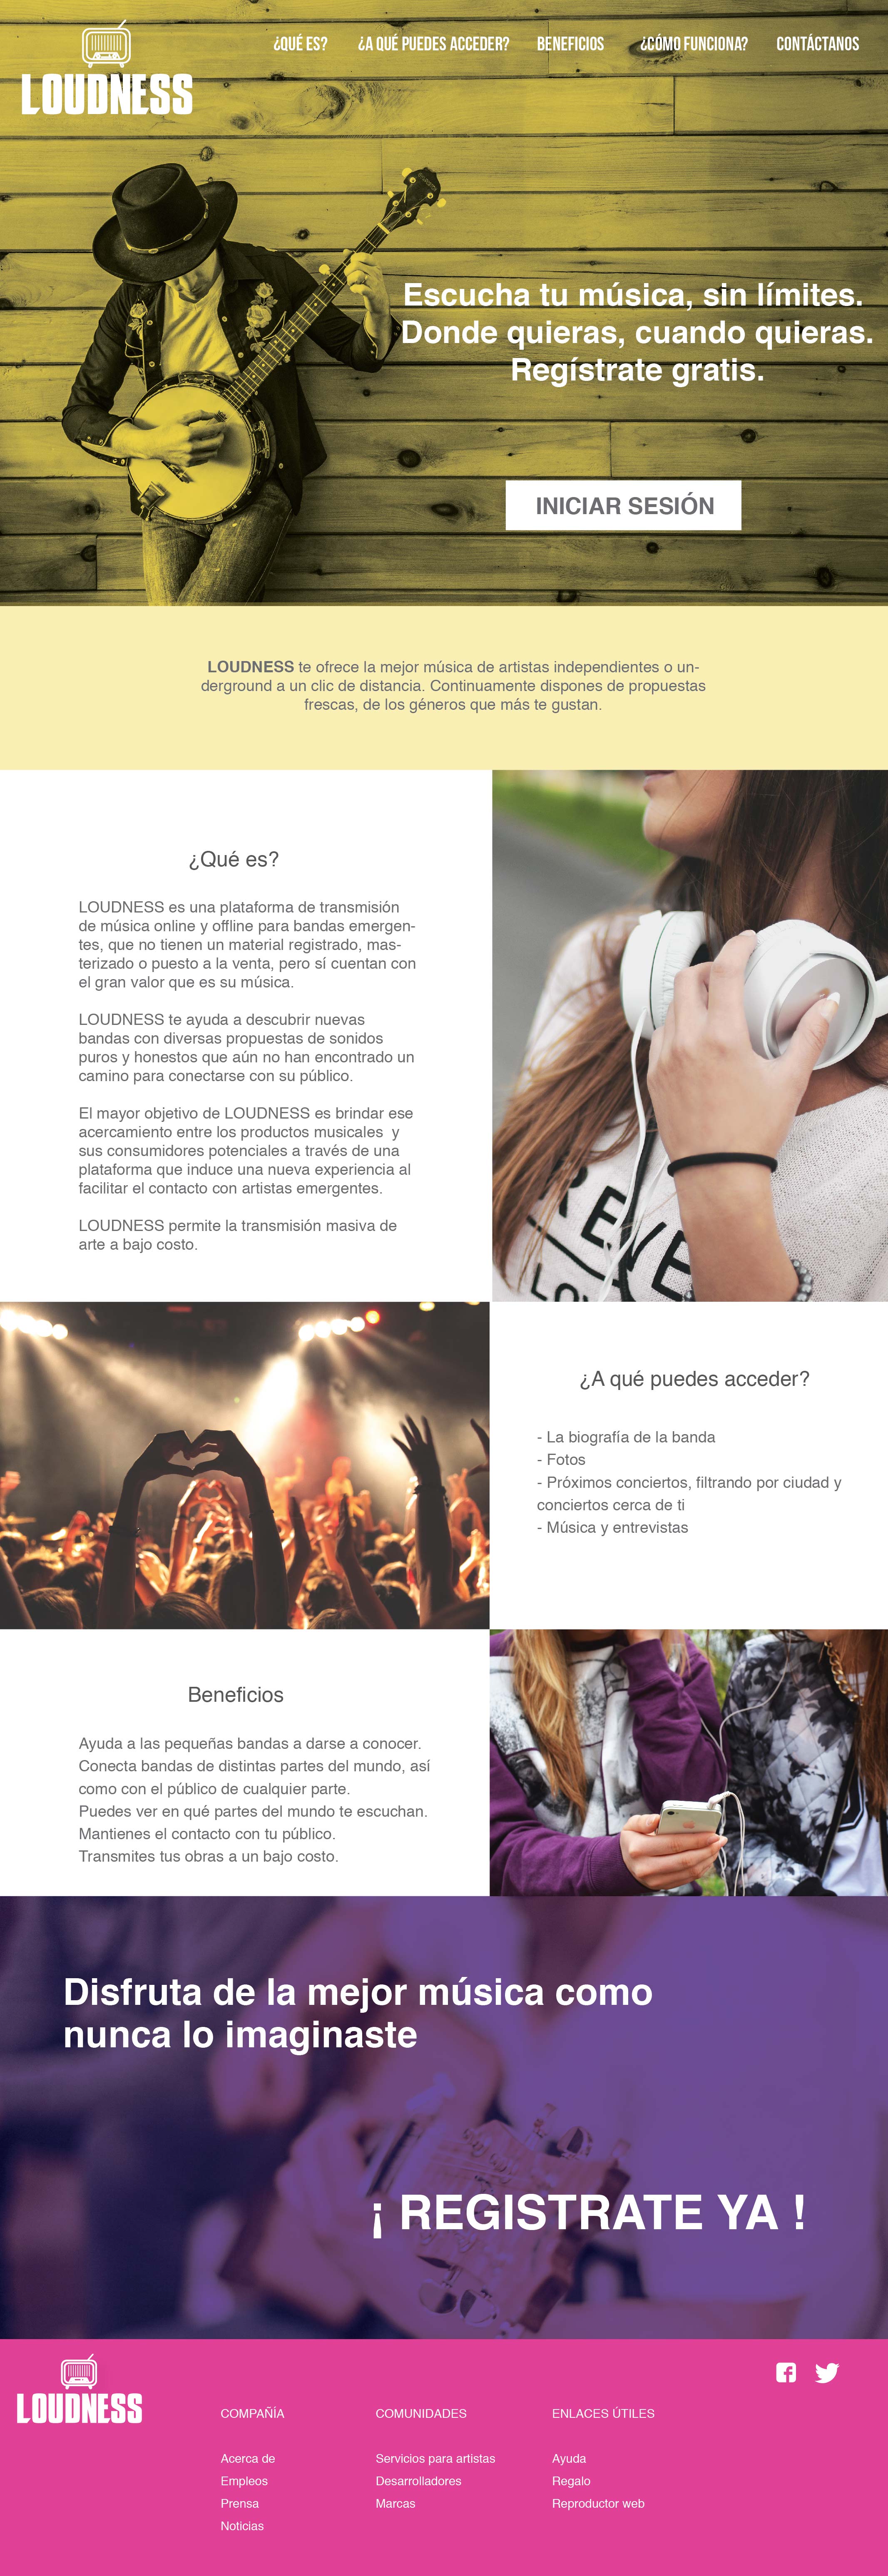 LOUDNESS
¿QUÉ ES?
¿A QUÉ PUEDES ACCEDER?
BENEFICIOS
¿CÓMO FUNCIONA?
CONTÁCTANOS
Escucha tu música, sin límites.
Donde quieras, cuando quieras.
Regístrate gratis.
INICIAR SESIÓN
LOUDNESS te ofrece la mejor música de artistas independientes o un-
derground a un clic de distancia. Continuamente dispones de propuestas
frescas, de los géneros que más te gustan.
¿Qué es?
LOUDNESS es una plataforma de transmisión
de música online y offline para bandas emergen-
tes, que no tienen un material registrado, mas-
terizado o puesto a la venta, pero sí cuentan con
el gran valor que es su música.
LOUDNESS te ayuda a descubrir nuevas
bandas con diversas propuestas de sonidos
puros y honestos que aún no han encontrado un
camino para conectarse con su público.
El mayor objetivo de LOUDNESS es brindar ese
acercamiento entre los productos musicales  y
sus consumidores potenciales a través de una
plataforma que induce una nueva experiencia al
facilitar el contacto con artistas emergentes.
LOUDNESS permite la transmisión masiva de
arte a bajo costo.
¿A qué puedes acceder?
- La biografía de la banda
- Fotos
- Próximos conciertos, filtrando por ciudad y
conciertos cerca de ti
- Música y entrevistas
Beneficios
Ayuda a las pequeñas bandas a darse a conocer.
Conecta bandas de distintas partes del mundo, así
como con el público de cualquier parte.
Puedes ver en qué partes del mundo te escuchan.
Mantienes el contacto con tu público.
Transmites tus obras a un bajo costo.
Disfruta de la mejor música como
nunca lo imaginaste
¡ REGISTRATE YA !
LOUDNESS
COMPAÑÍA
Acerca de
Empleos
Prensa
Noticias
COMUNIDADES
Servicios para artistas
Desarrolladores
Marcas
ENLACES ÚTILES
Ayuda
Regalo
Reproductor web